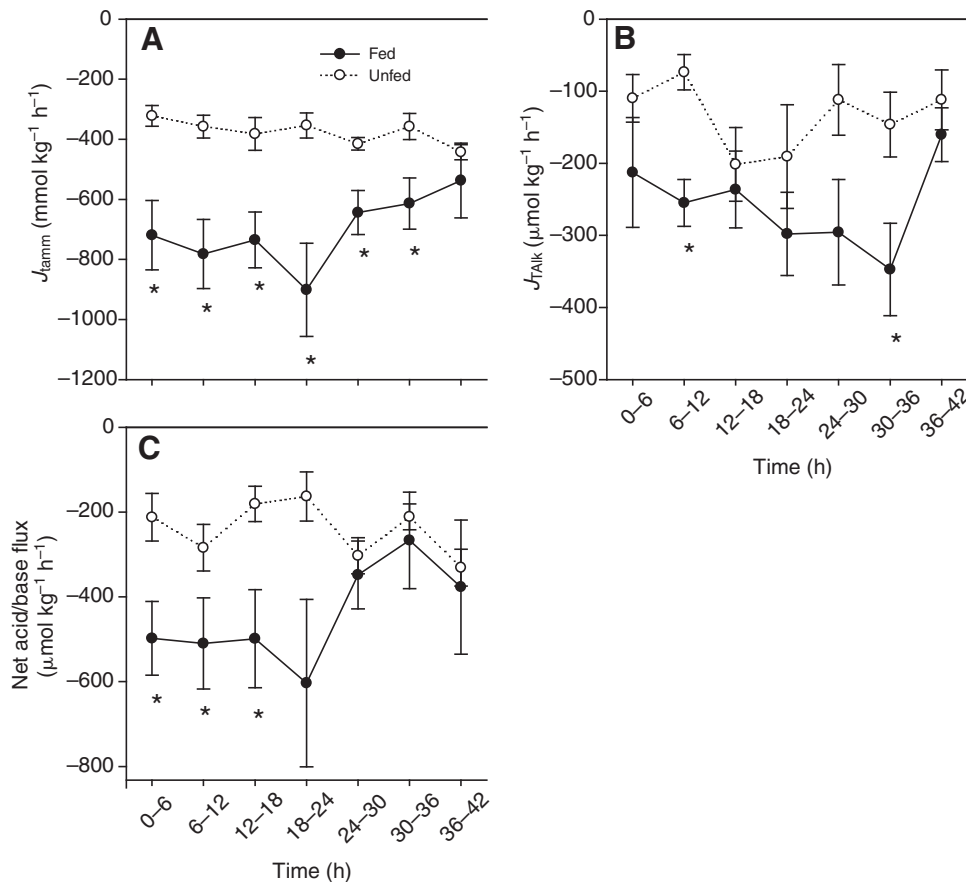 A
Fed
Unfed
0
−200
−400
−600
−800
−1000
−1200
Jtamm (mmol kg−1 h−1)
* * * * * *
B
0
−100
−200
−300
−400
−500
JTAlk (μmol kg−1 h−1)
* *
0–6 6–12 12–18 18–24 24–30 30–36 36–42
Time (h)
C
0
−200
−400
−600
−800
Net acid/base flux
(μmol kg−1 h−1)
* * *
0–6 6–12 12–18 18–24 24–30 30–36 36–42
Time (h)